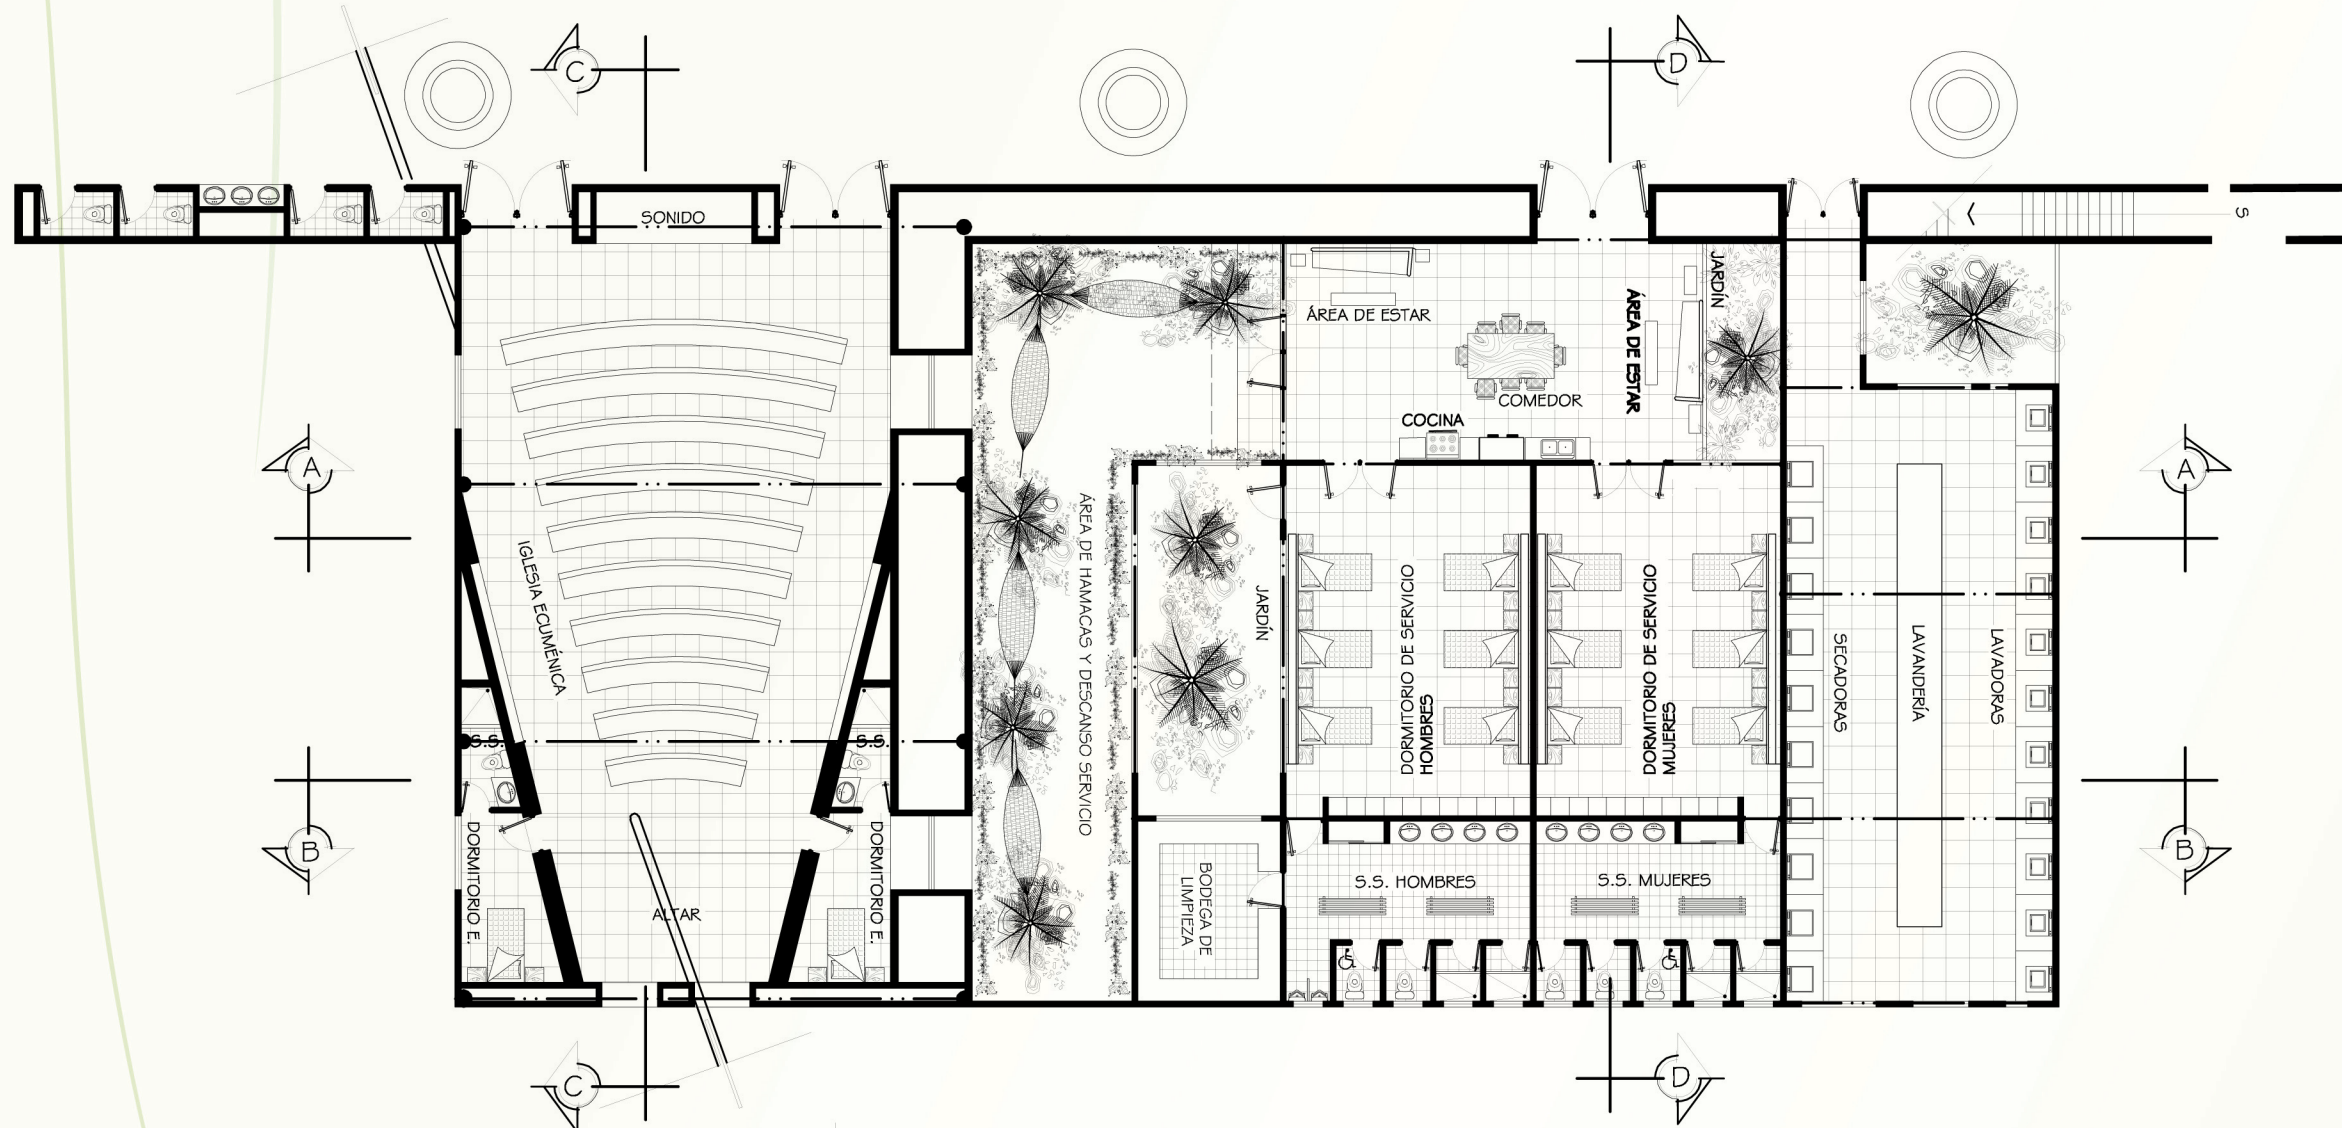 C
D
SONIDO
S
JARDÍN
ÁREA DE ESTAR
ÁREA DE ESTAR
COMEDOR
COCINA
A
A
IGLESIA ECUMÉNICA
ÁREA DE HAMACAS Y DESCANSO SERVICIO
JARDÍN
DORMITORIO DE SERVICIO
HOMBRES
DORMITORIO DE SERVICIO
MUJERES
SECADORAS
LAVANDERÍA
LAVADORAS
S.S.
S.S.
B
B
DORMITORIO E.
DORMITORIO E.
ALTAR
BODEGA DE
LIMPIEZA
S.S. HOMBRES
S.S. MUJERES
C
D